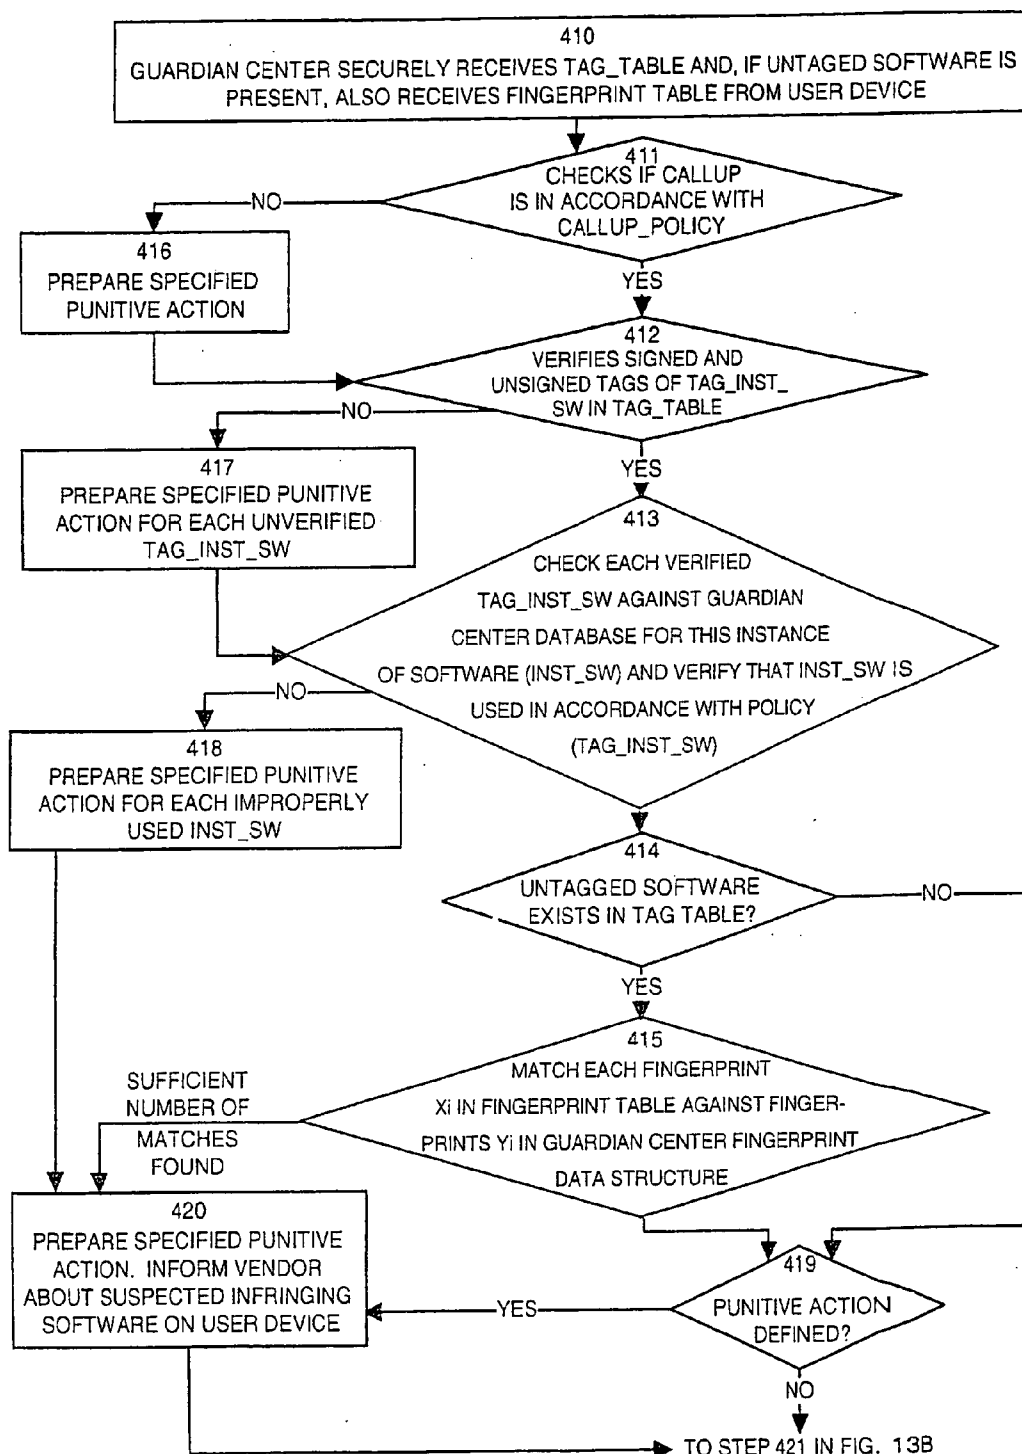 410
GUARDIAN CENTER SECURELY RECEIVES TAG_TABLE AND, IF UNTAGED SOFTWARE IS
PRESENT, ALSO RECEIVES FINGERPRINT TABLE FROM USER DEVICE
411
CHECKS IF CALLUP
IS IN ACCORDANCE WITH
CALLUP_POLICY
NO
YES
416
PREPARE SPECIFIED
PUNITIVE ACTION
412
VERIFIES SIGNED AND
UNSIGNED TAGS OF TAG_INST_
SW IN TAG_TABLE
NO
YES
417
PREPARE SPECIFIED PUNITIVE
ACTION FOR EACH UNVERIFIED
TAG_INST_SW
413
CHECK EACH VERIFIED
TAG_INST_SW AGAINST GUARDIAN
CENTER DATABASE FOR THIS INSTANCE
OF SOFTWARE (INST_SW) AND VERIFY THAT INST_SW IS
USED IN ACCORDANCE WITH POLICY
(TAG_INST_SW)
NO
418
PREPARE SPECIFIED PUNITIVE
ACTION FOR EACH IMPROPERLY
USED INST_SW
414
UNTAGGED SOFTWARE
EXISTS IN TAG TABLE?
NO
YES
415
MATCH EACH FINGERPRINT
Xi IN FINGERPRINT TABLE AGAINST FINGER-
PRINTS Yi IN GUARDIAN CENTER FINGERPRINT
DATA STRUCTURE
SUFFICIENT
NUMBER OF
MATCHES
FOUND
420
PREPARE SPECIFIED PUNITIVE
ACTION. INFORM VENDOR
ABOUT SUSPECTED INFRINGING
SOFTWARE ON USER DEVICE
419
PUNITIVE ACTION
DEFINED?
YES
NO
TO STEP 421 IN FIG. 13B